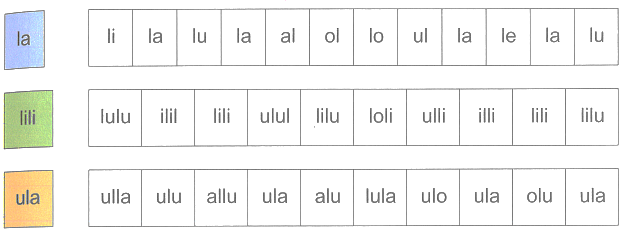 la li la lu la al ol lo ul la le la lu
lili lulu ilil lili ulul lilu loli ulli illi lili lilu
ula ulla ulu allu ula alu lula ulo ula olu ula